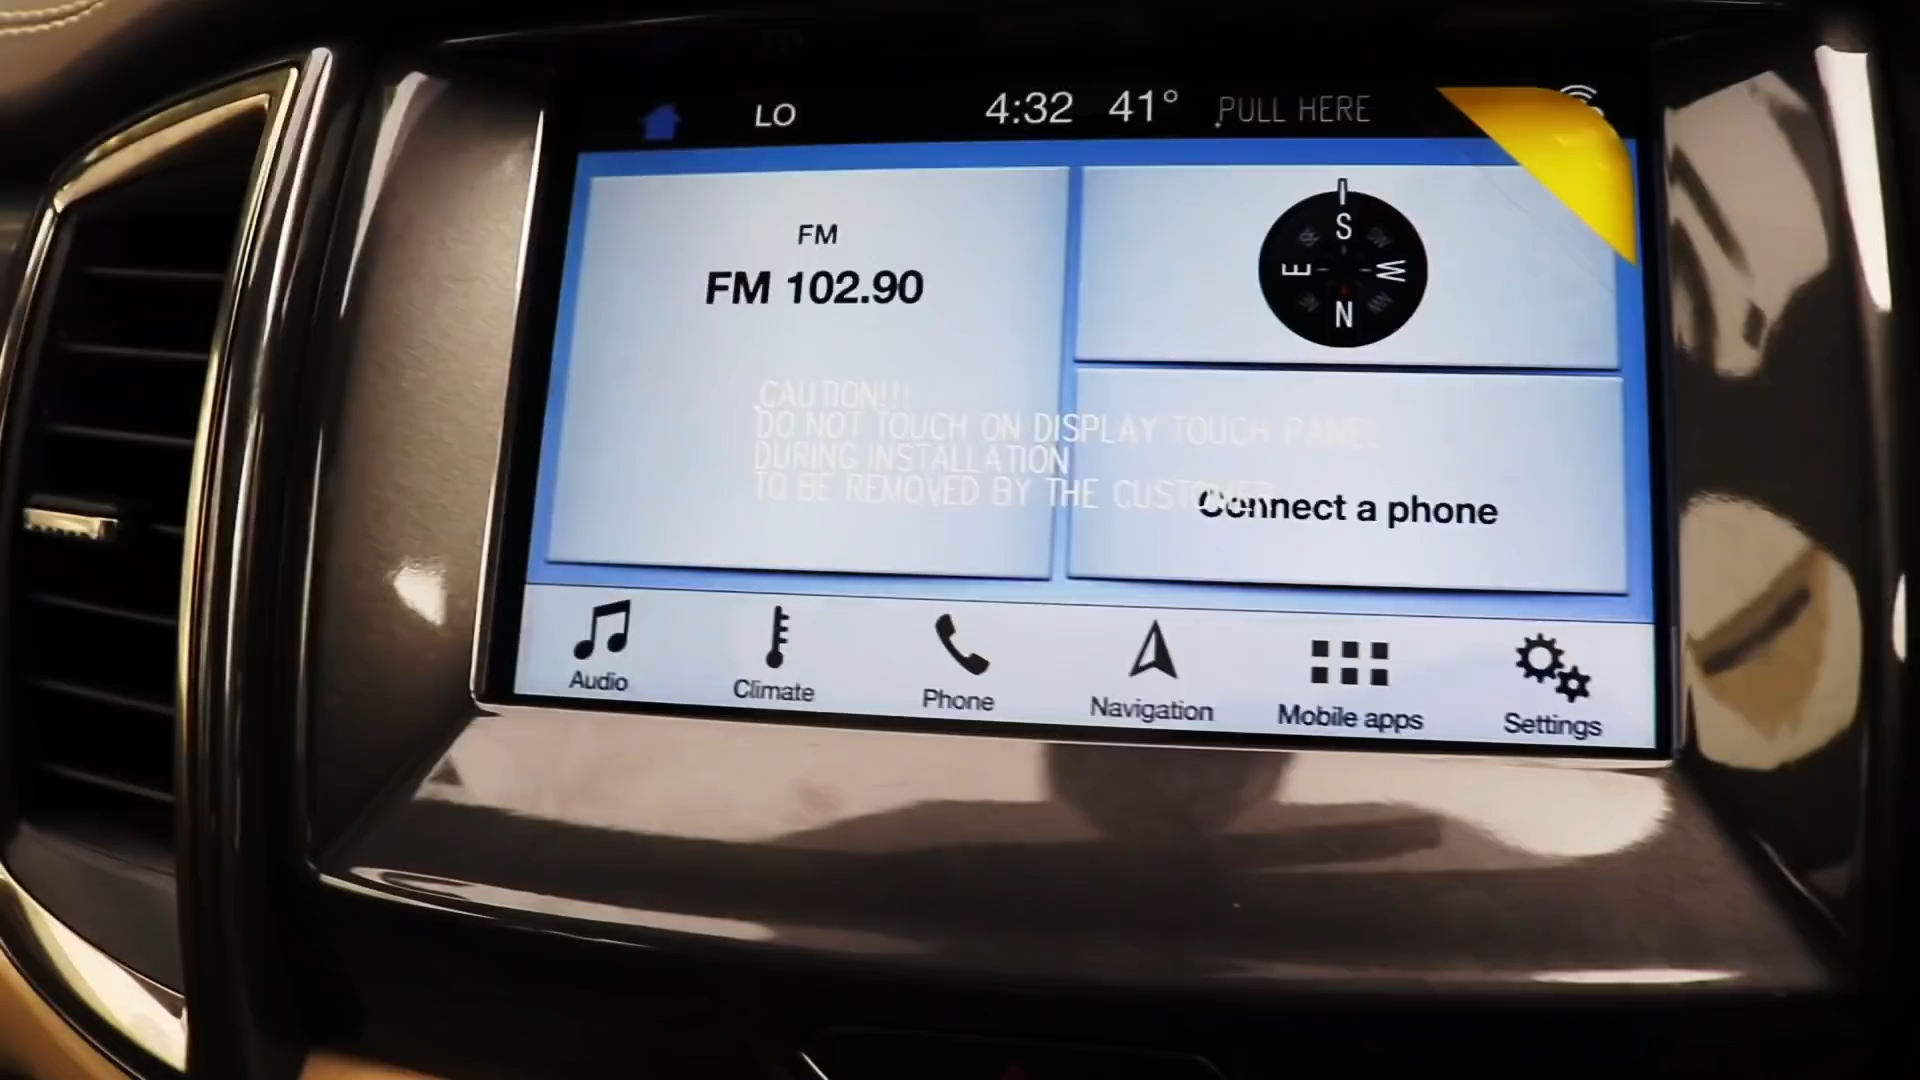 LO
4:32 41°
PULL HERE
FM
FM 102.90
S
E W
N
CAUTION!!!
DO NOT TOUCH ON DISPLAY TOUCH PANEL
DURING INSTALLATION
TO BE REMOVED BY THE
Connect a phone
Audio
Climate
Phone
Navigation
Mobile apps
Settings